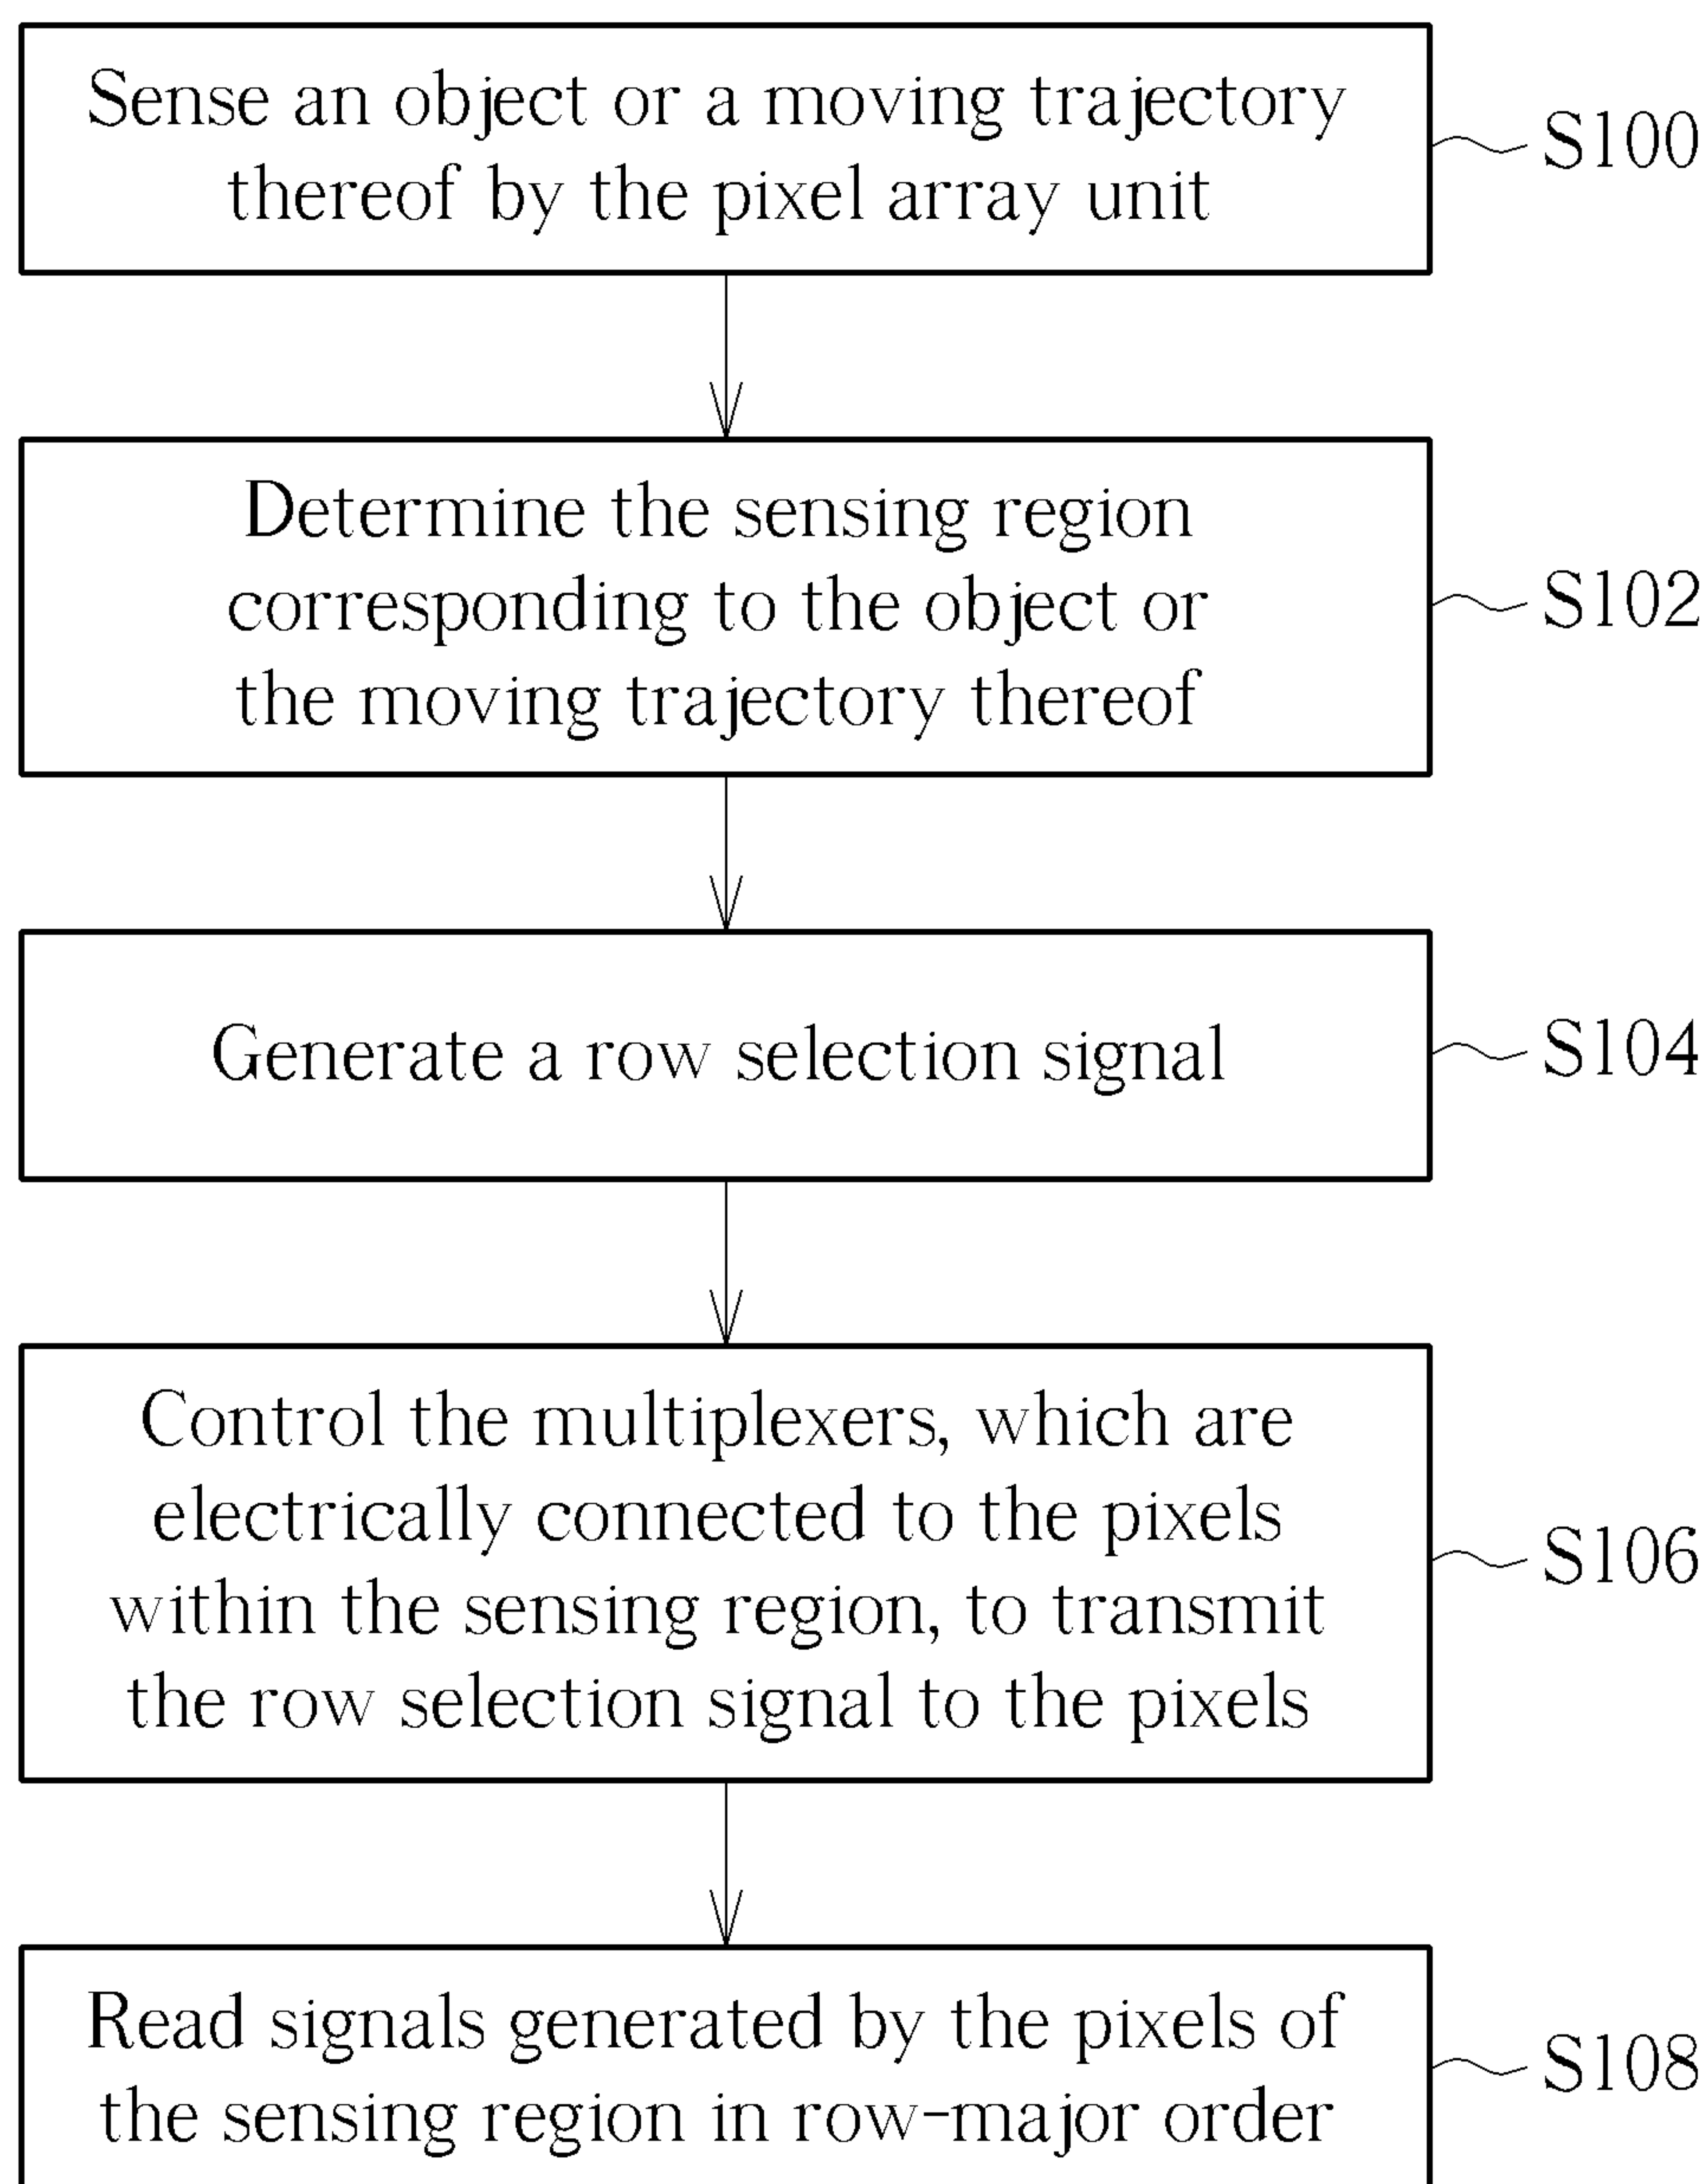 Sense an object or a moving trajectory
thereof by the pixel array unit
S100
Determine the sensing region
corresponding to the object or
the moving trajectory thereof
S102
Generate a row selection signal
S104
Control the multiplexers, which are
electrically connected to the pixels
within the sensing region, to transmit
the row selection signal to the pixels
S106
Read signals generated by the pixels of
the sensing region in row-major order
S108